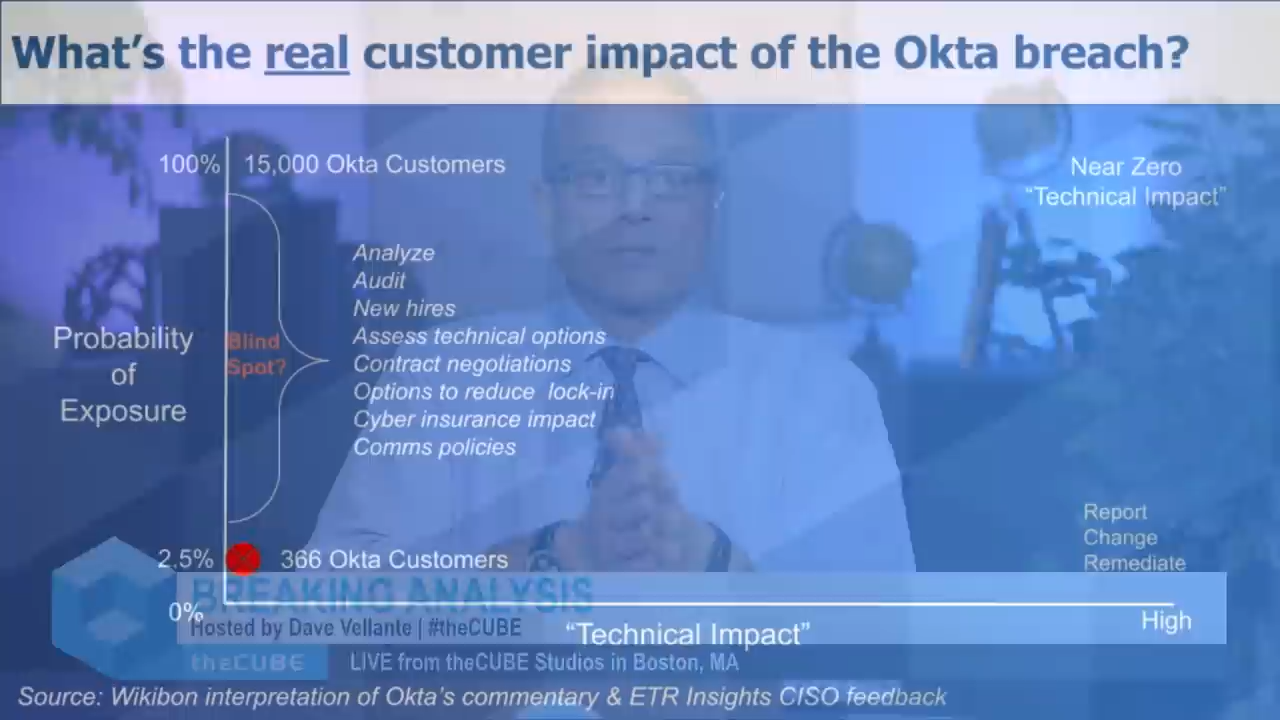 What's the real customer impact of the Okta breach?
100%
15,000 Okta Customers
Near Zero
“Technical Impact”
Analyze
Audit
New hires
Assess technical options
Contract negotiations
Options to reduce lock-in
Cyber insurance impact
Comms policies
Blind
Spot?
Probability
of
Exposure
Report
Change
Remediate
2.5%
366 Okta Customers
0%
“Technical Impact”
High
BREAKING ANALYSIS
Hosted by Dave Vellante | #theCUBE
theCUBE
LIVE from theCUBE Studios in Boston, MA
Source: Wikibon interpretation of Okta's commentary & ETR Insights CISO feedback